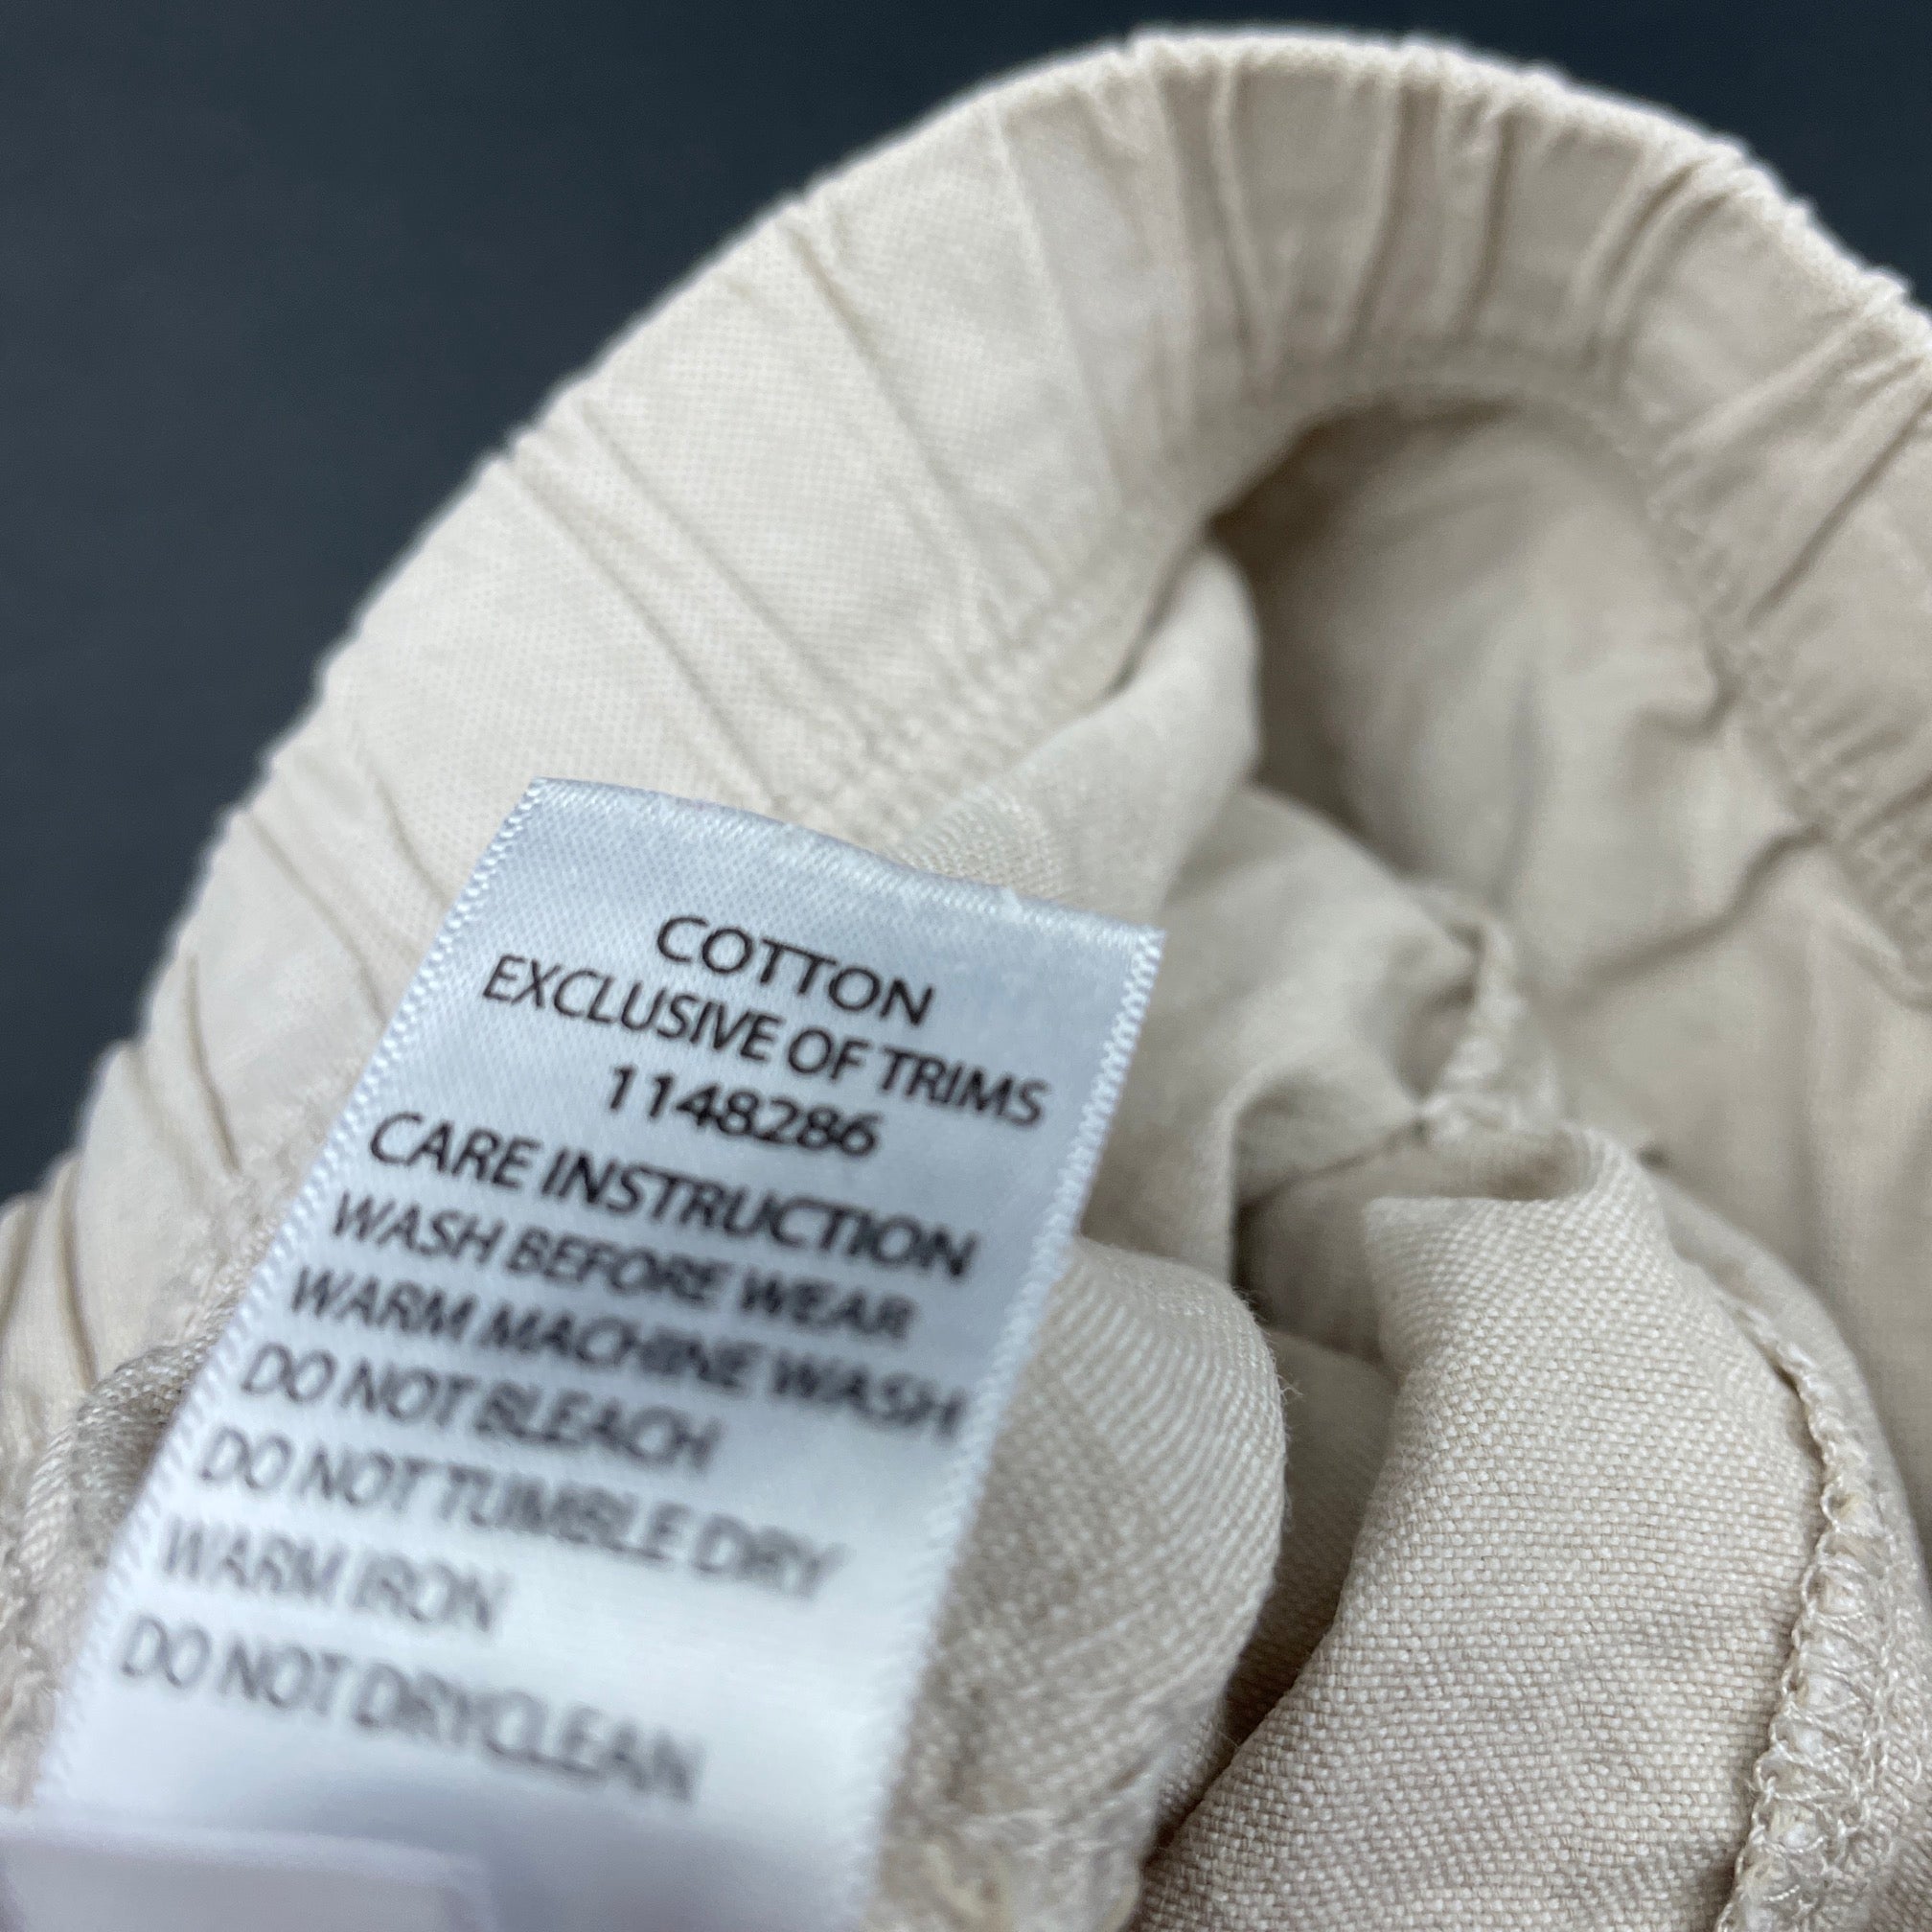 COTTON
EXCLUSIVE OF TRIMS
1148286
CARE INSTRUCTION
WASH BEFORE WEAR
WARM MACHINE WASH
DO NOT BLEACH
DO NOT TUMBLE DRY
WARM IRON
DO NOT DRYCLEAN